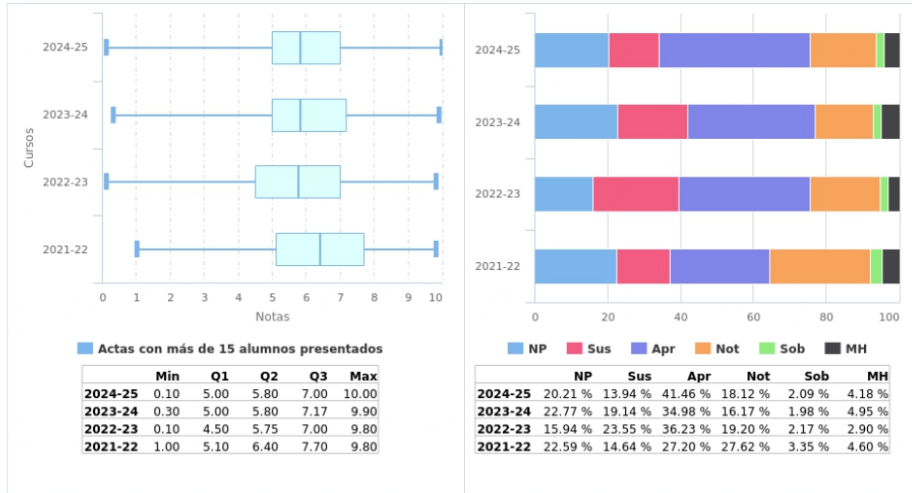 2024-25
2023-24
2022-23
2021-22
Cursos
0 1 2 3 4 5 6 7 8 9 10
Notas
Actas con más de 15 alumnos presentados
Min Q1 Q2 Q3 Max
2024-25 0.10 5.00 5.80 7.00 10.00
2023-24 0.30 5.00 5.80 7.17 9.90
2022-23 0.10 4.50 5.75 7.00 9.80
2021-22 1.00 5.10 6.40 7.70 9.80
2024-25
2023-24
2022-23
2021-22
0 20 40 60 80 100
NP Sus Apr Not Sob MH
NP Sus Apr Not Sob MH
2024-25 20.21 % 13.94 % 41.46 % 18.12 % 2.09 % 4.18 %
2023-24 22.77 % 19.14 % 34.98 % 16.17 % 1.98 % 4.95 %
2022-23 15.94 % 23.55 % 36.23 % 19.20 % 2.17 % 2.90 %
2021-22 22.59 % 14.64 % 27.20 % 27.62 % 3.35 % 4.60 %